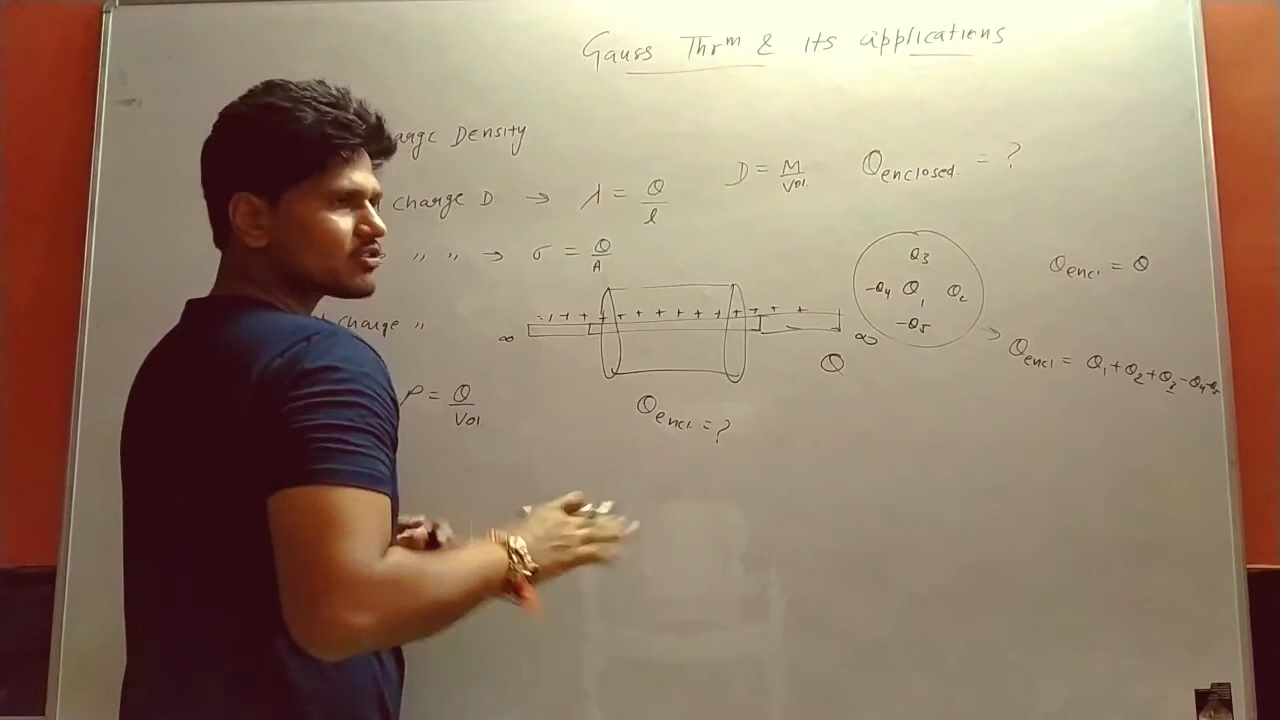 Gauss Thrm & its applications
arge Density
charge D → λ = Q/l
D = M/Vol.
Qenclosed. = ?
,, ,, → σ = Q/A
Q3
-Q4 Q1 Q2
-Q5
Qencl = Q
- + + + + + + + + + + + + + +
charge ,,
∞ ∞
Q
Qencl = Q1 + Q2 + Q3 - Q4 - Q5
ρ = Q/Vol.
Qencl. = ?